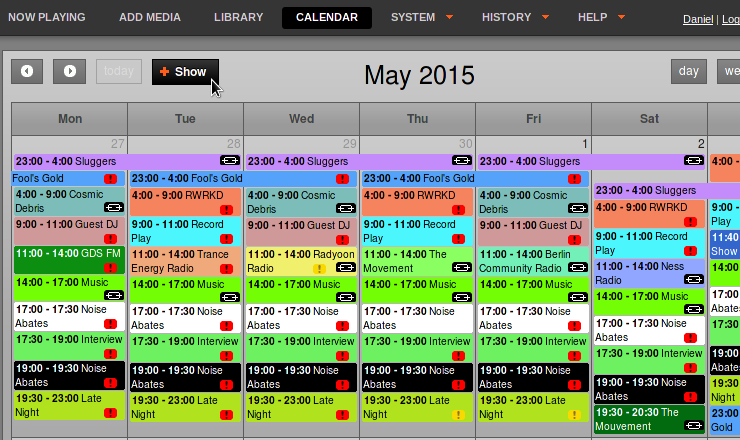 NOW PLAYING ADD MEDIA LIBRARY CALENDAR SYSTEM HISTORY HELP Daniel | Log
today Show May 2015 day we
Mon Tue Wed Thu Fri Sat
27 28 29 30 1 2
23:00 - 4:00 Sluggers 23:00 - 4:00 Sluggers 4:00 -
Fool's Gold 23:00 - 4:00 Fool's Gold 23:00 - 4:00 Fool's Gold
23:00 - 4:00 Sluggers
4:00 - 9:00 Cosmic 4:00 - 9:00 RWRKD 4:00 - 9:00 Cosmic 4:00 - 9:00 RWRKD 4:00 - 9:00 Cosmic
Debris Debris Debris
4:00 - 9:00 RWRKD 9:00 -
Play
9:00 - 11:00 Guest DJ 9:00 - 11:00 Record 9:00 - 11:00 Guest DJ 9:00 - 11:00 Record 9:00 - 11:00 Guest DJ
Play Play
9:00 - 11:00 Record 11:40
Play Show
11:00 - 14:00 GDS FM 11:00 - 14:00 Trance 11:00 - 14:00 Radyoon 11:00 - 14:00 The 11:00 - 14:00 Berlin
Energy Radio Radio Movement Community Radio
11:00 - 14:00 Ness 14:00
Radio
14:00 - 17:00 Music 14:00 - 17:00 Music 14:00 - 17:00 Music 14:00 - 17:00 Music 14:00 - 17:00 Music
14:00 - 17:00 Music 17:00
Abates
17:00 - 17:30 Noise 17:00 - 17:30 Noise 17:00 - 17:30 Noise 17:00 - 17:30 Noise 17:00 - 17:30 Noise
Abates Abates Abates Abates Abates
17:00 - 17:30 Noise 17:30
Abates
17:30 - 19:00 Interview 17:30 - 19:00 Interview 17:30 - 19:00 Interview 17:30 - 19:00 Interview 17:30 - 19:00 Interview
17:30 - 19:00 Interview 19:00
Abates
19:00 - 19:30 Noise 19:00 - 19:30 Noise 19:00 - 19:30 Noise 19:00 - 19:30 Noise 19:00 - 19:30 Noise
Abates Abates Abates Abates Abates
19:00 - 19:30 Noise 19:30
Abates Night
19:30 - 23:00 Late 19:30 - 23:00 Late 19:30 - 23:00 Late 19:30 - 23:00 Late 19:30 - 23:00 Late
Night Night Night Night Night
19:30 - 20:30 The 23:00
Mouvement Gold